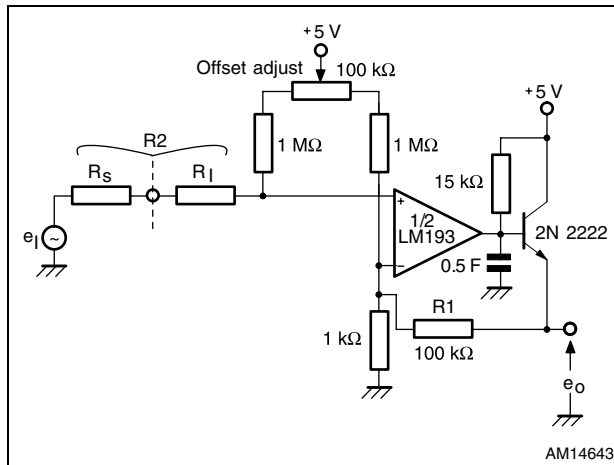 +5 V
Offset adjust
100 kΩ
+5 V
R2
1 MΩ
1 MΩ
15 kΩ
RS
RI
+
1/2
LM193
2N 2222
eI
~
0.5 F
−
R1
1 kΩ
100 kΩ
eo
AM14643